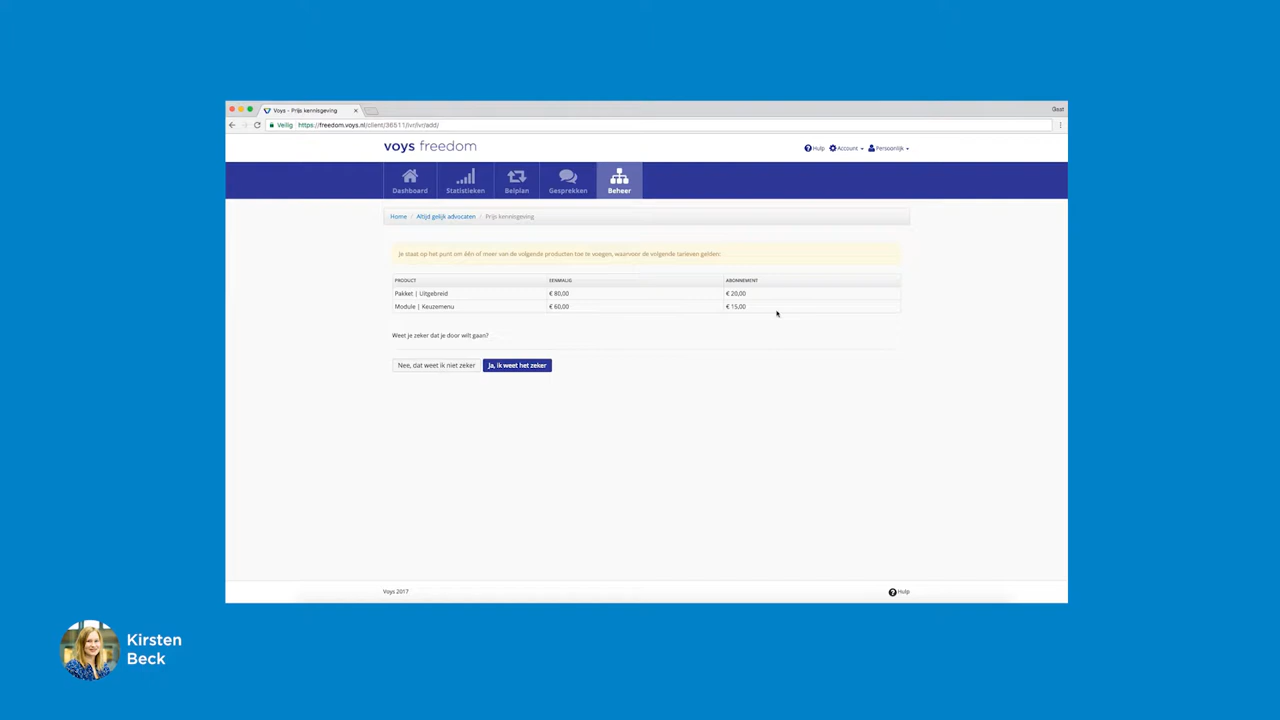 Voys - Prijs kennisgeving
Gast
Veilig https://freedom.voys.nl/client/36511/ivr/ivr/add/
voys freedom
Hulp Account Persoonlijk
Dashboard Statistieken Belplan Gesprekken Beheer
Home / Altijd gelijk advocaten / Prijs kennisgeving
Je staat op het punt om één of meer van de volgende producten toe te voegen, waarvoor de volgende tarieven gelden:
PRODUCT EENMALIG ABONNEMENT
Pakket | Uitgebreid € 80,00 € 20,00
Module | Keuzemenu € 60,00 € 15,00
Weet je zeker dat je door wilt gaan?
Nee, dat weet ik niet zeker Ja, ik weet het zeker
Voys 2017 Hulp
Kirsten
Beck